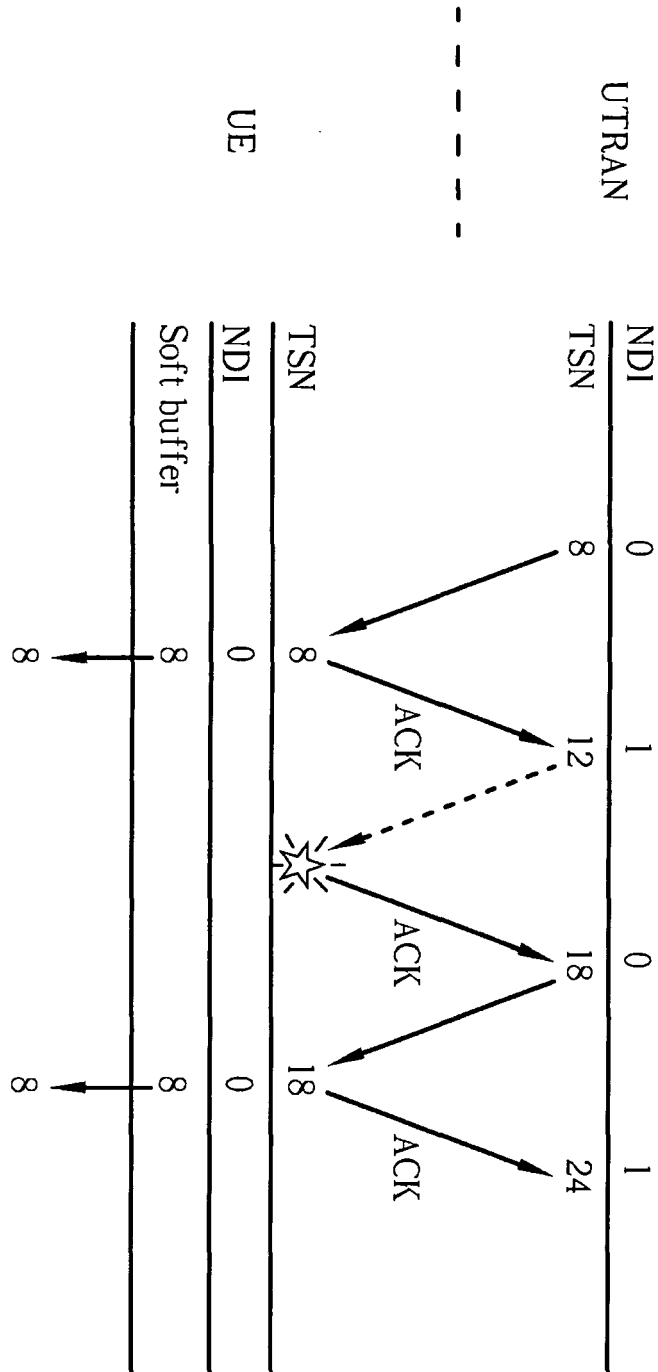 UTRAN
NDI 0 1 0 1
TSN 8 12 18 24
ACK ACK ACK
UE
TSN 8 18
NDI 0 0
Soft buffer 8 8
8 8